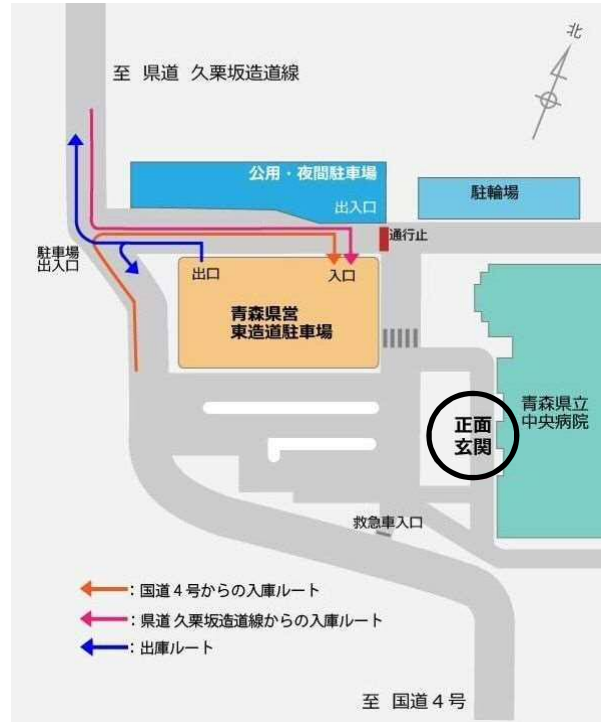 北
至 県道 久栗坂造道線
公用・夜間駐車場
出入口
駐輪場
通行止
駐車場
出入口
出口
入口
青森県営
東造道駐車場
青森県立
中央病院
正面
玄関
救急車入口
:国道4号からの入庫ルート
:県道 久栗坂造道線からの入庫ルート
:出庫ルート
至 国道4号